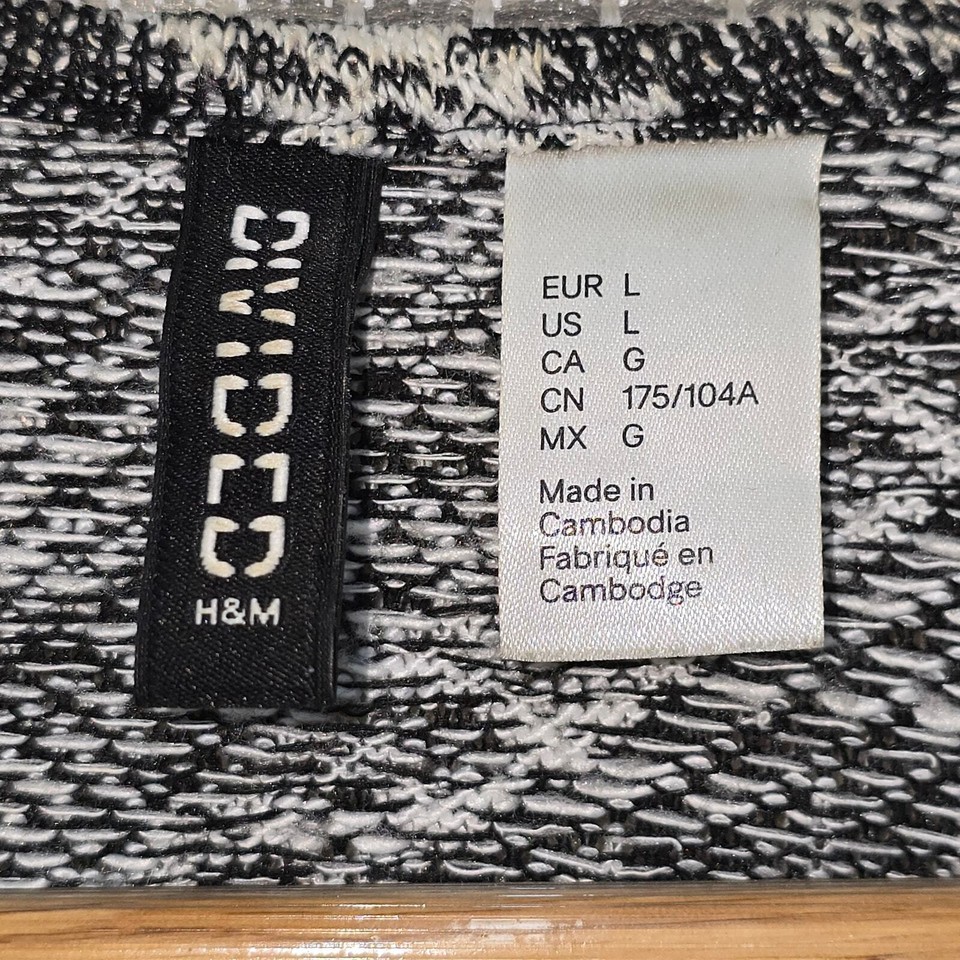 DIVIDED
H&M
EUR L
US L
CA G
CN 175/104A
MX G
Made in
Cambodia
Fabriqué en
Cambodge